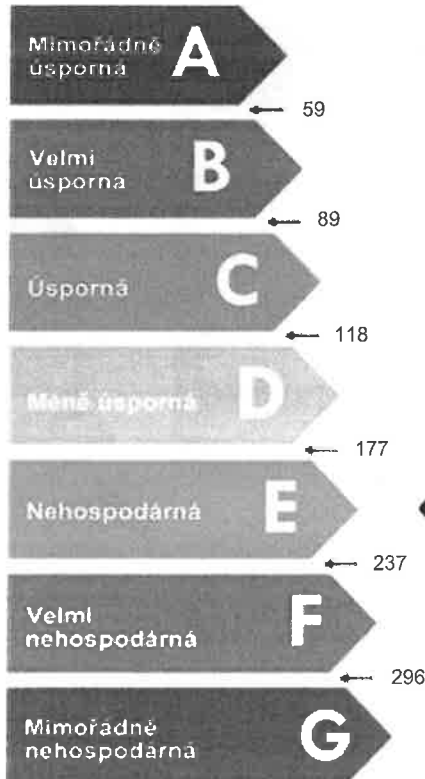 Mimořádně
úsporná
A
59
Velmi
úsporná
B
89
Úsporná
C
118
Méně úsporná
D
177
Nehospodárná
E
237
Velmi
nehospodárná
F
296
Mimořádně
nehospodárná
G